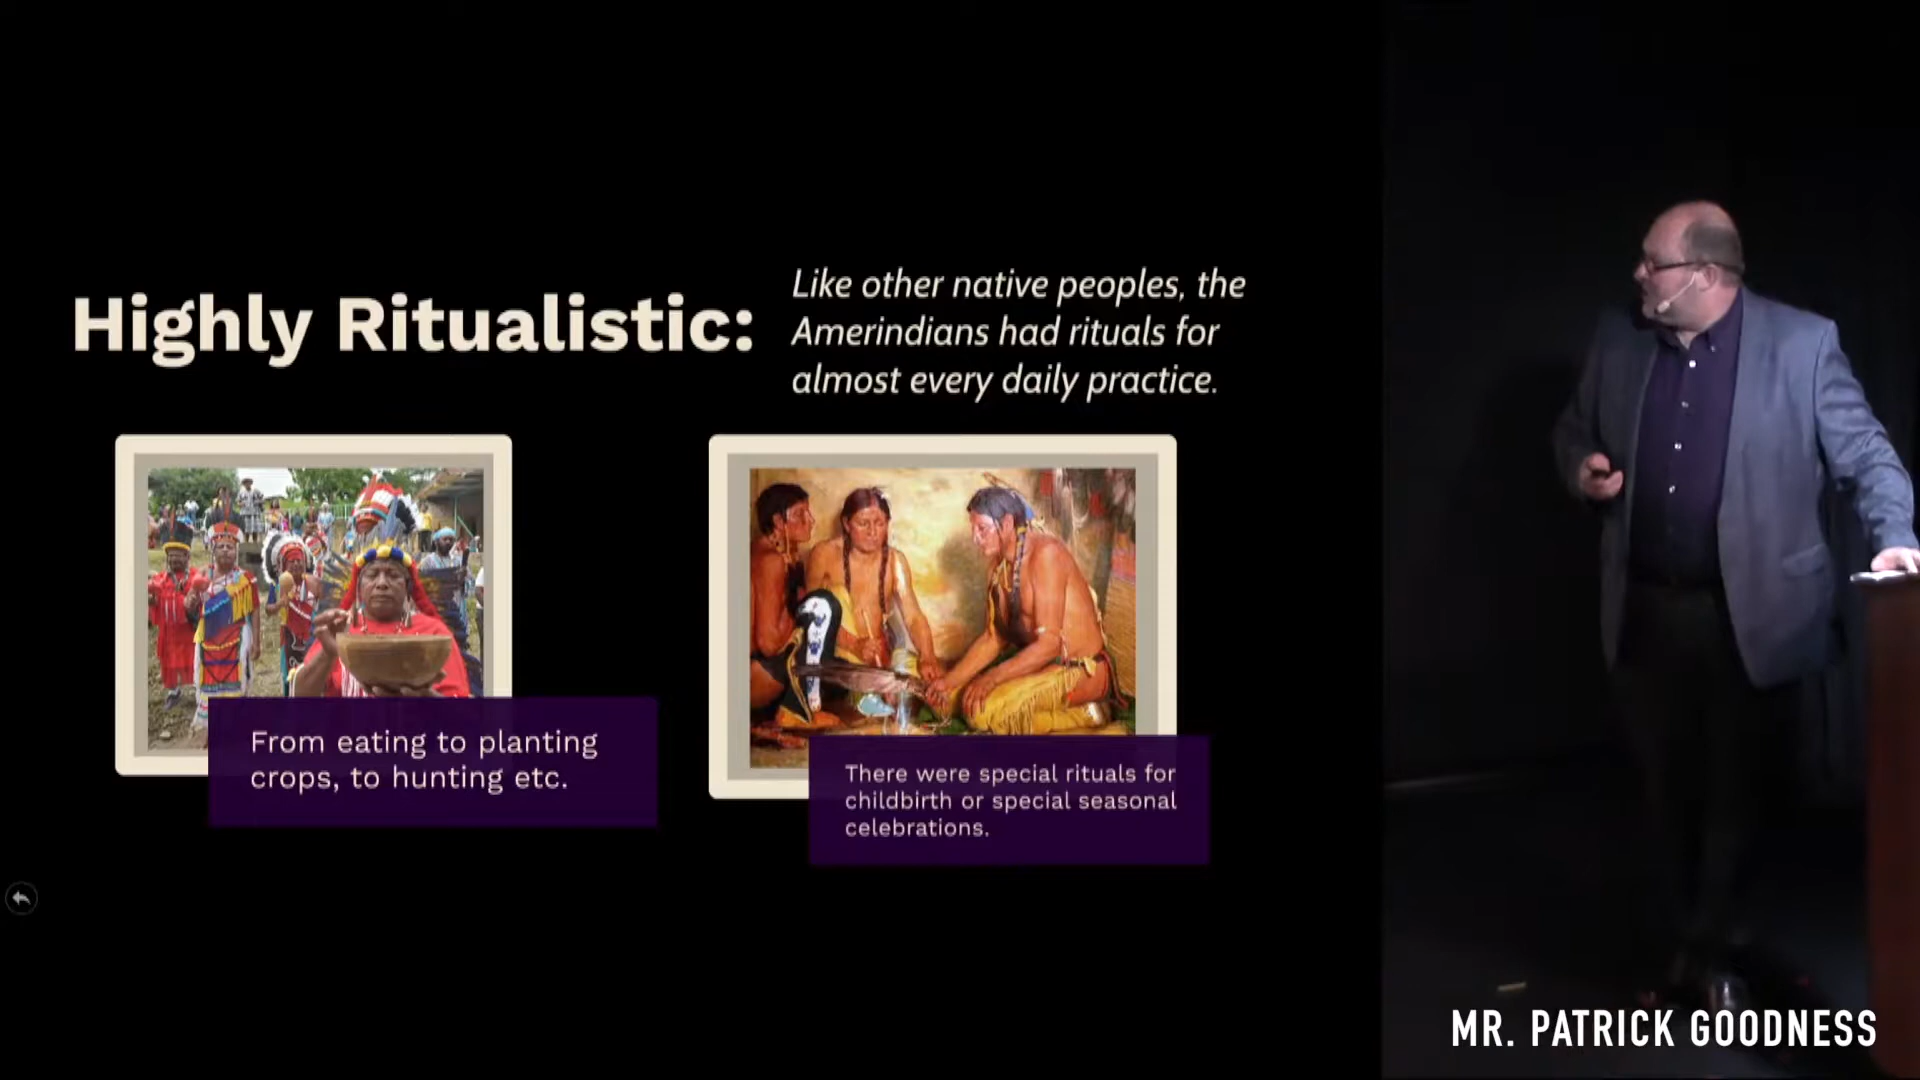 Highly Ritualistic:
Like other native peoples, the
Amerindians had rituals for
almost every daily practice.
From eating to planting
crops, to hunting etc.
There were special rituals for
childbirth or special seasonal
celebrations.
MR. PATRICK GOODNESS